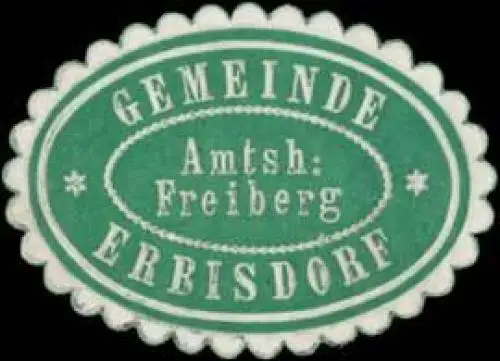 GEMEINDE
Amtsh:
Freiberg
ERBISDORF